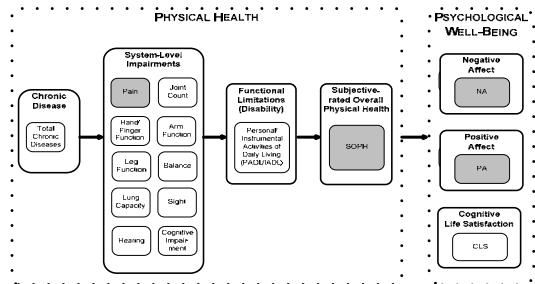 PHYSICAL HEALTH
PSYCHOLOGICAL
WELL-BEING
System-Level
Impairments
Pain
Joint
Count
Hand/
Finger
Function
Arm
Function
Leg
Function
Balance
Lung
Capacity
Sight
Hearing
Cognitive
Impair-
ment
Chronic
Disease
Total
Chronic
Diseases
Functional
Limitations
(Disability)
Personal/
Instrumental
Activities of
Daily Living
(PADL/IADL)
Subjective-
rated Overall
Physical Health
SOPH
Negative
Affect
NA
Positive
Affect
PA
Cognitive
Life Satisfaction
CLS